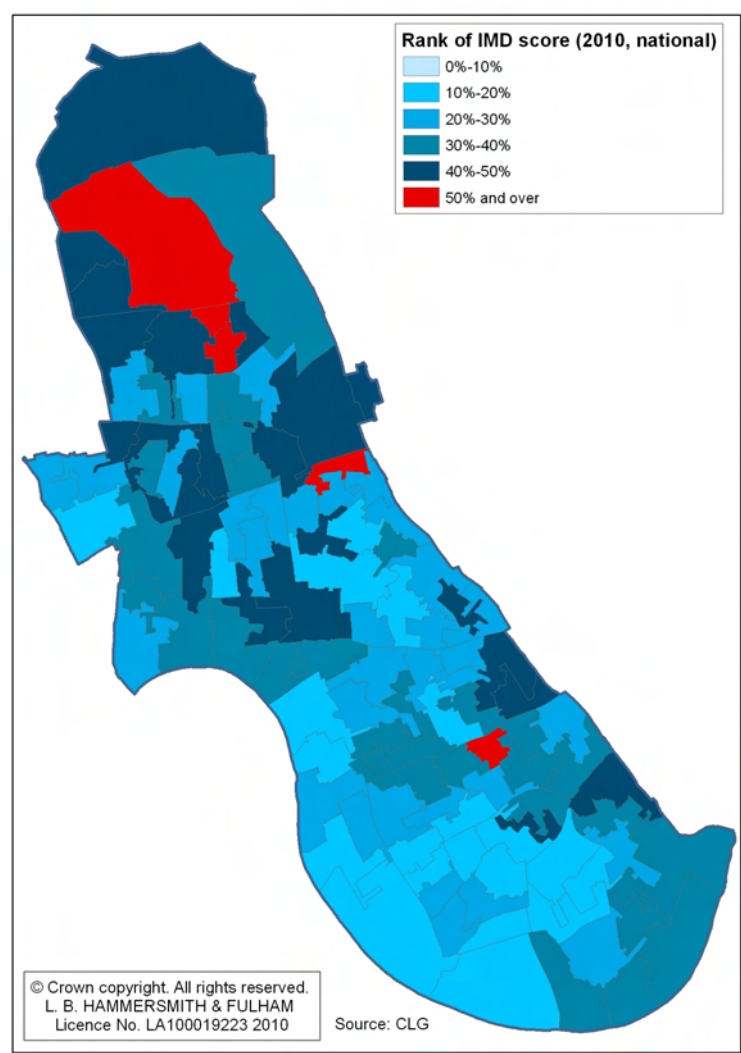 Rank of IMD score (2010, national)
0%-10%
10%-20%
20%-30%
30%-40%
40%-50%
50% and over
© Crown copyright. All rights reserved.
L. B. HAMMERSMITH & FULHAM
Licence No. LA100019223 2010
Source: CLG